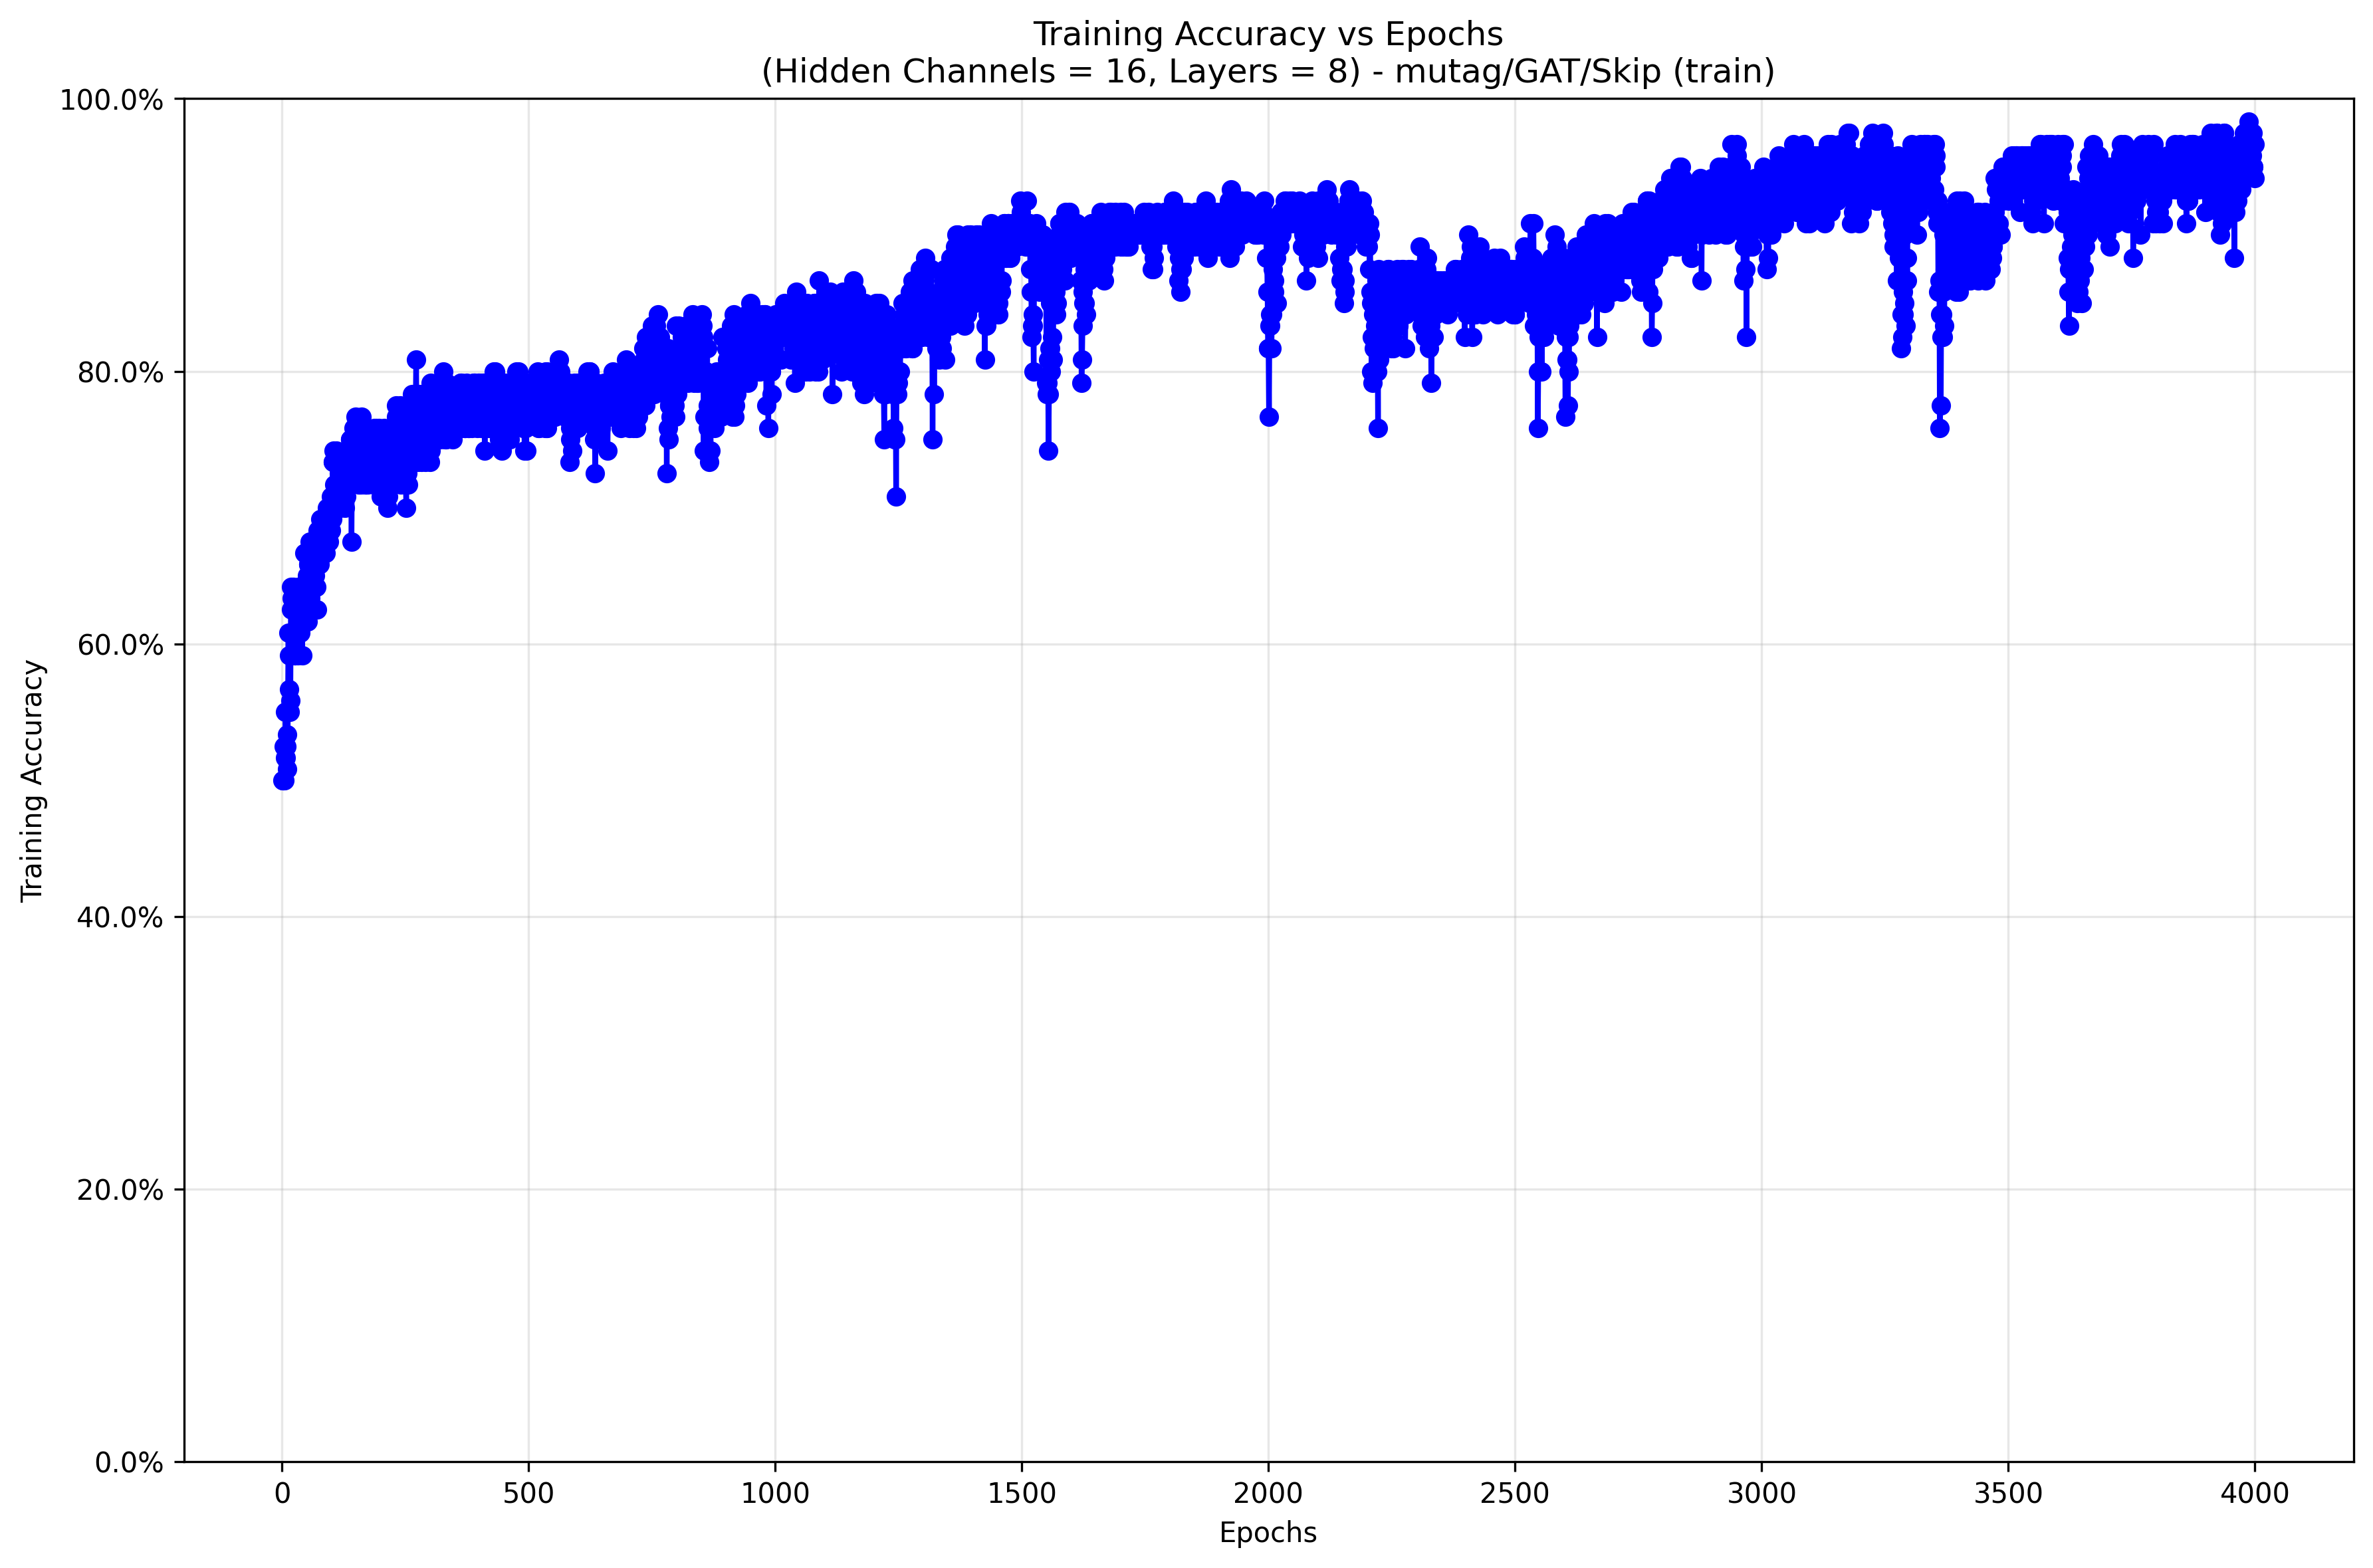 Training Accuracy vs Epochs
(Hidden Channels = 16, Layers = 8) - mutag/GAT/Skip (train)
100.0%
80.0%
60.0%
40.0%
20.0%
0.0%
Training Accuracy
0 500 1000 1500 2000 2500 3000 3500 4000
Epochs